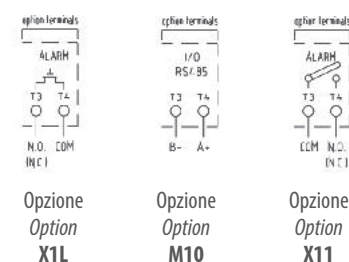 option terminals
ALARM
T3 T4
N.O. COM
(N.C.)
Opzione
Option
X1L
option terminals
I/O
RS485
T3 T4
B- A+
Opzione
Option
M10
option terminals
ALARM
T3 T4
COM N.O.
(N.C.)
Opzione
Option
X11